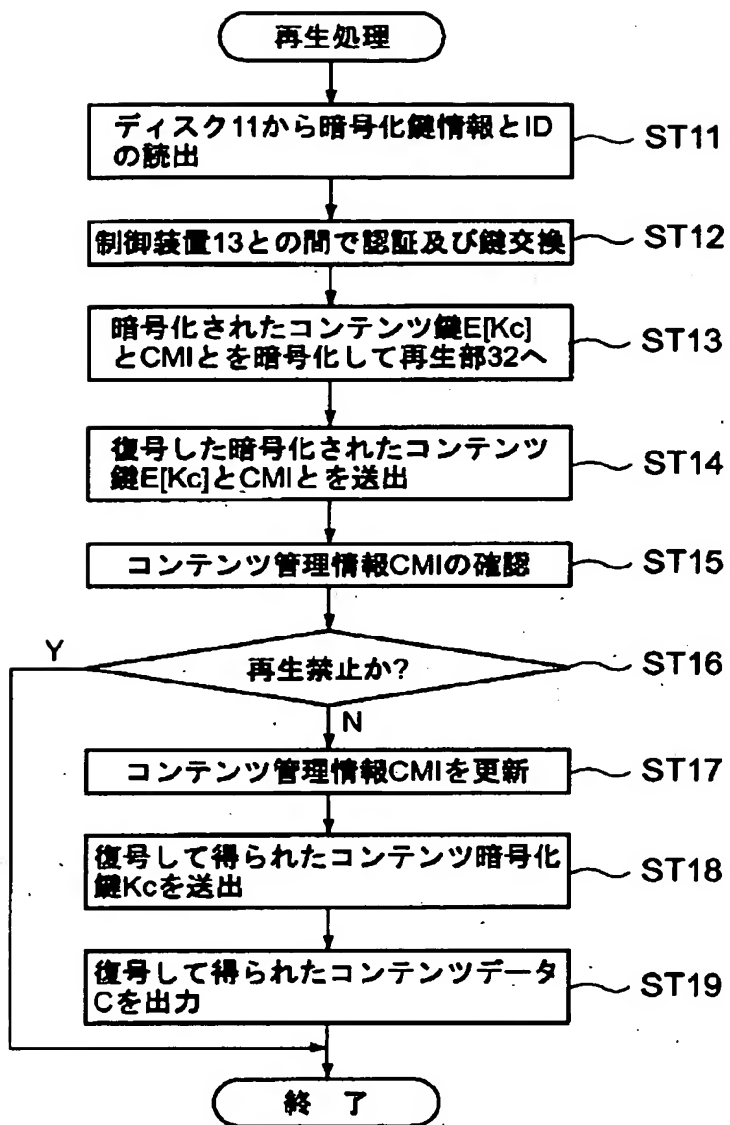 再生処理
ディスク11から暗号化鍵情報とID
の読出
ST11
制御装置13との間で認証及び鍵交換
ST12
暗号化されたコンテンツ鍵E[Kc]
とCMIとを暗号化して再生部32へ
ST13
復号した暗号化されたコンテンツ
鍵E[Kc]とCMIとを送出
ST14
コンテンツ管理情報CMIの確認
ST15
Y
再生禁止か?
ST16
N
コンテンツ管理情報CMIを更新
ST17
復号して得られたコンテンツ暗号化
鍵Kcを送出
ST18
復号して得られたコンテンツデータ
Cを出力
ST19
終 了